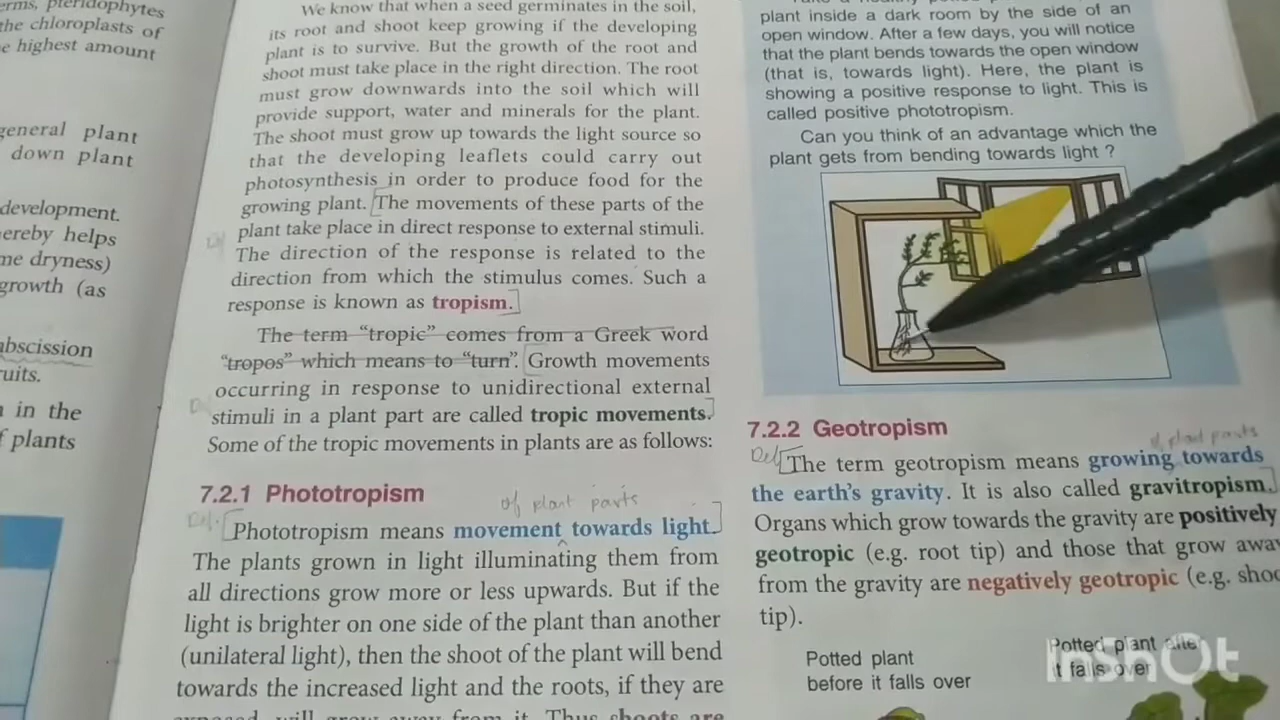 erms, pteridophytes
the chloroplasts of
e highest amount
general plant
down plant
development.
ereby helps
me dryness)
growth (as
abscission
uits.
in the
f plants
We know that when a seed germinates in the soil,
its root and shoot keep growing if the developing
plant is to survive. But the growth of the root and
shoot must take place in the right direction. The root
must grow downwards into the soil which will
provide support, water and minerals for the plant.
The shoot must grow up towards the light source so
that the developing leaflets could carry out
photosynthesis in order to produce food for the
growing plant. [The movements of these parts of the
plant take place in direct response to external stimuli.
The direction of the response is related to the
direction from which the stimulus comes. Such a
response is known as tropism.]
The term “tropic” comes from a Greek word
“tropos” which means to “turn”. [Growth movements
occurring in response to unidirectional external
stimuli in a plant part are called tropic movements.]
Some of the tropic movements in plants are as follows:
7.2.1 Phototropism
of plant parts
Def. [Phototropism means movement towards light.]
The plants grown in light illuminating them from
all directions grow more or less upwards. But if the
light is brighter on one side of the plant than another
(unilateral light), then the shoot of the plant will bend
towards the increased light and the roots, if they are
will grow away from it. Thus shoots are
plant inside a dark room by the side of an
open window. After a few days, you will notice
that the plant bends towards the open window
(that is, towards light). Here, the plant is
showing a positive response to light. This is
called positive phototropism.
Can you think of an advantage which the
plant gets from bending towards light ?
7.2.2 Geotropism
of plant parts
Def [The term geotropism means growing towards
the earth’s gravity. It is also called gravitropism.]
Organs which grow towards the gravity are positively
geotropic (e.g. root tip) and those that grow awa
from the gravity are negatively geotropic (e.g. shoo
tip).
Potted plant
before it falls over
Potted plant after
it falls over
InShOt